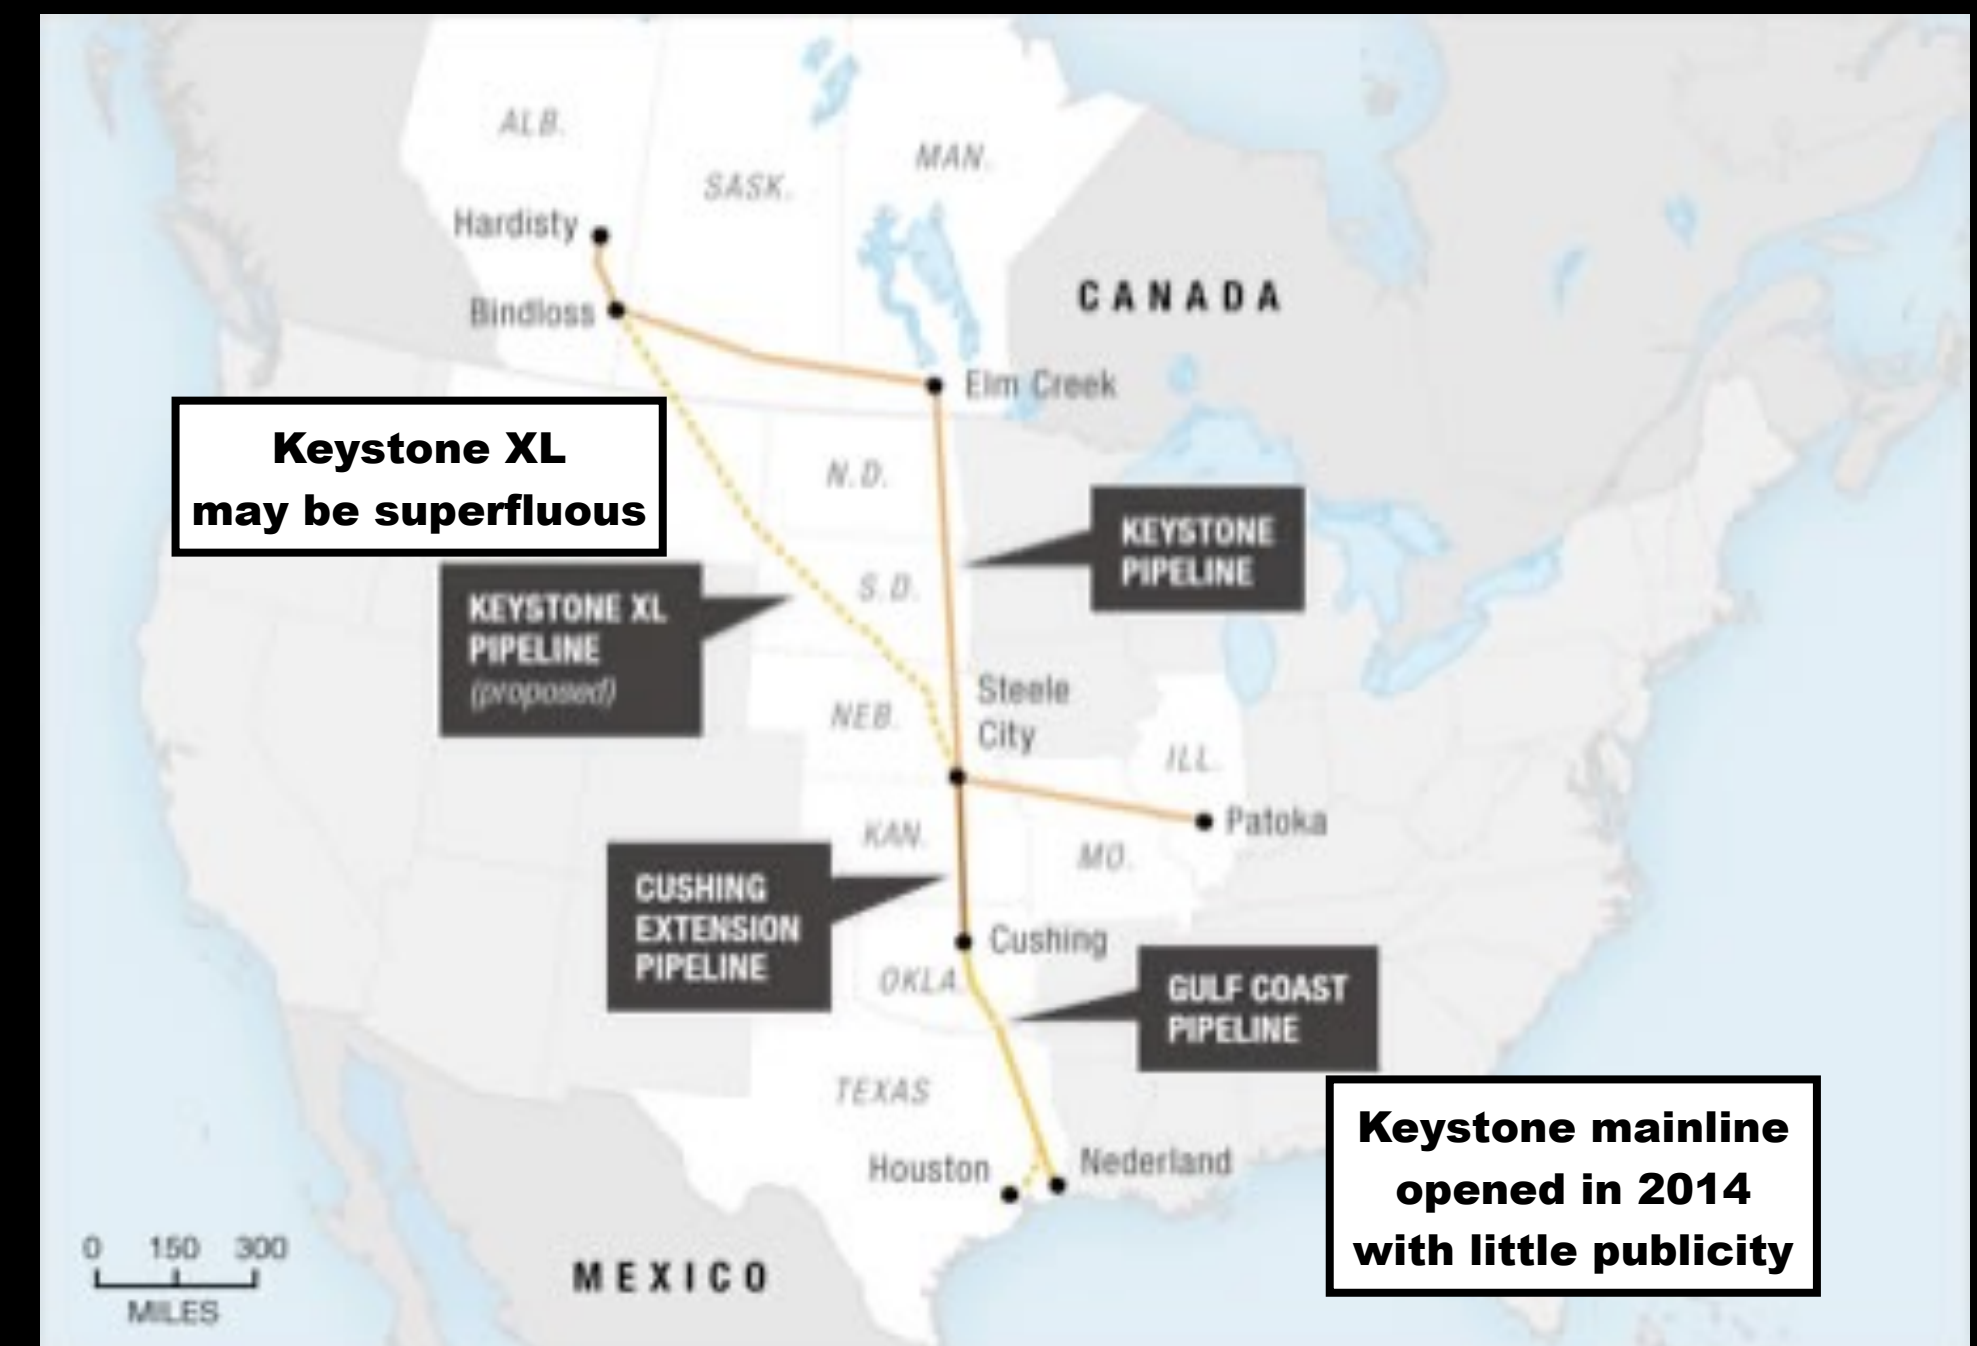 ALB.
MAN.
SASK.
Hardisty
CANADA
Bindloss
Elm Creek
Keystone XL
may be superfluous
N.D.
KEYSTONE
PIPELINE
S.D.
KEYSTONE XL
PIPELINE
(proposed)
Steele
City
NEB.
ILL.
Patoka
KAN.
MO.
CUSHING
EXTENSION
PIPELINE
Cushing
OKLA.
GULF COAST
PIPELINE
TEXAS
Houston
Nederland
Keystone mainline
opened in 2014
with little publicity
0 150 300
MILES
MEXICO